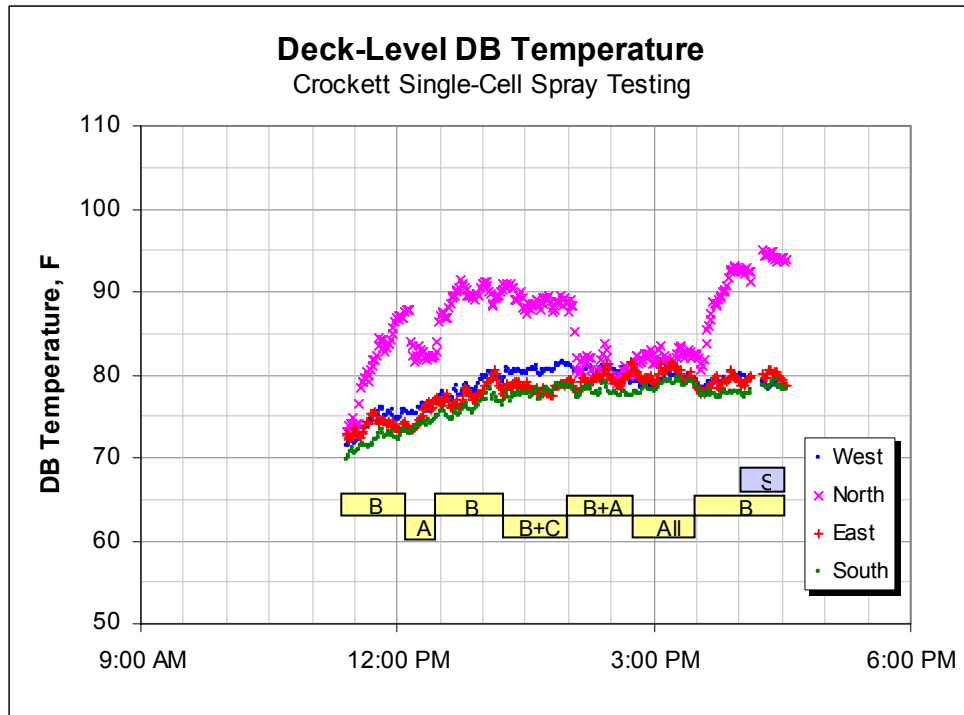 Deck-Level DB Temperature
Crockett Single-Cell Spray Testing
110
100
90
80
70
60
50
DB Temperature, F
9:00 AM
12:00 PM
3:00 PM
6:00 PM
West
North
East
South
S
B
B
B+A
B
A
B+C
All